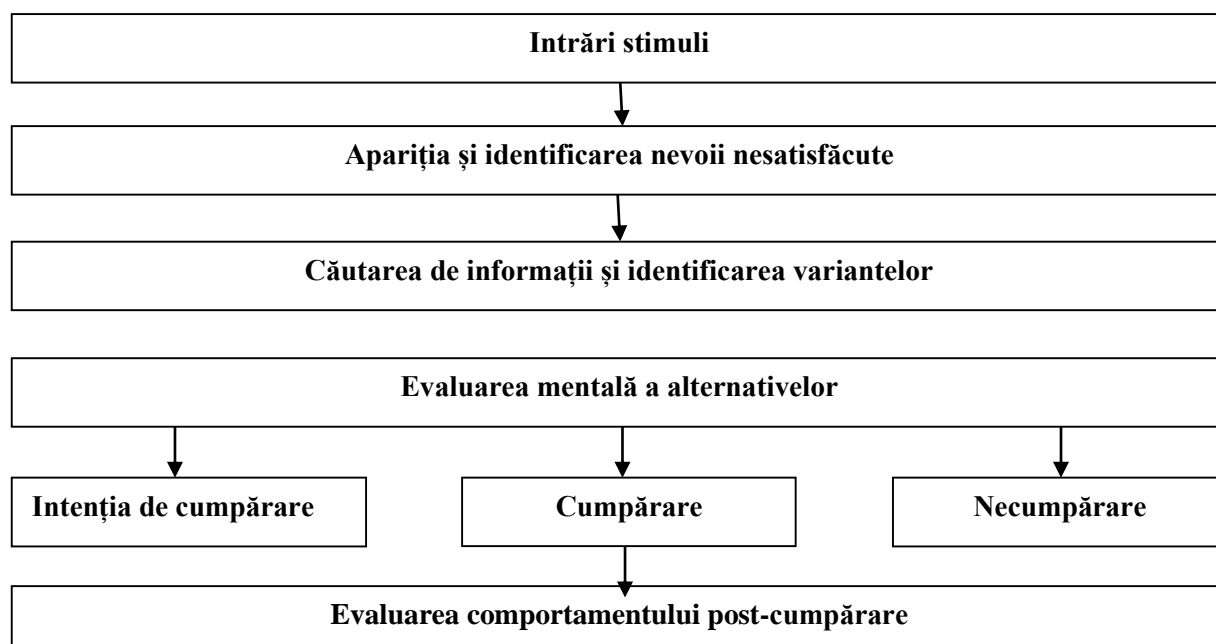 Intrări stimuli
Apariția și identificarea nevoii nesatisfăcute
Căutarea de informații și identificarea variantelor
Evaluarea mentală a alternativelor
Intenția de cumpărare
Cumpărare
Necumpărare
Evaluarea comportamentului post-cumpărare